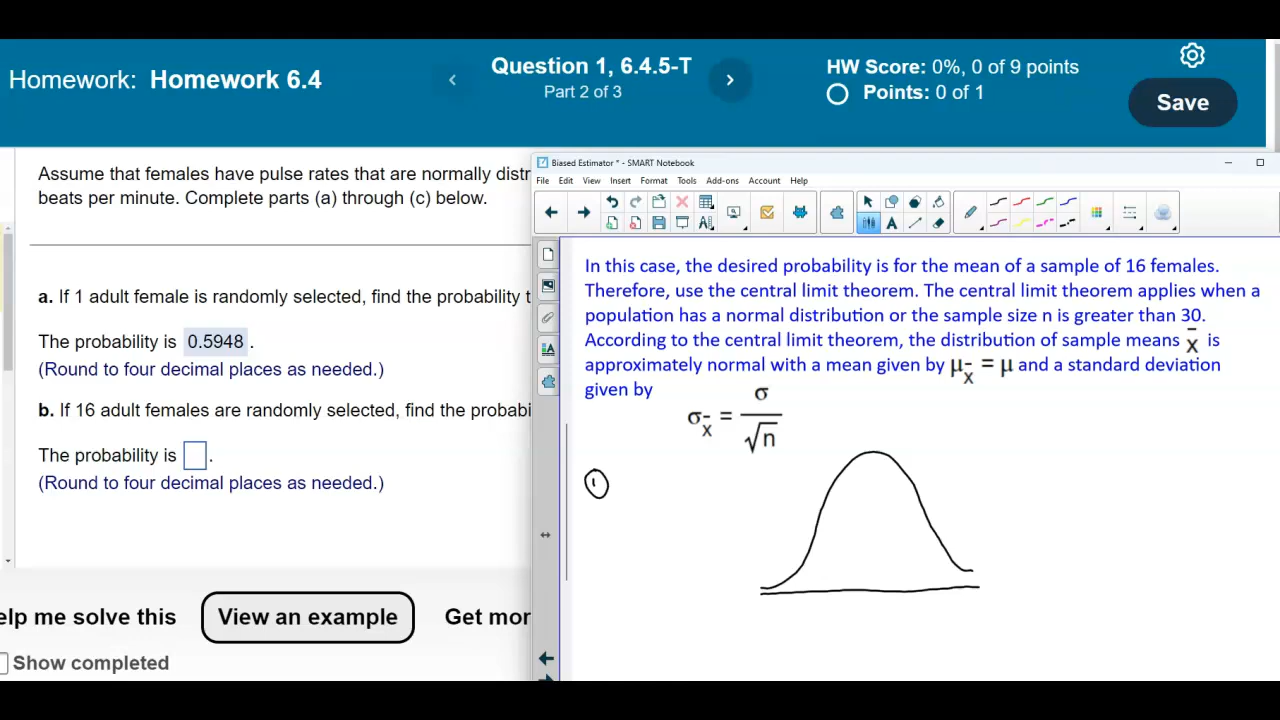 Homework: Homework 6.4
Question 1, 6.4.5-T
Part 2 of 3
HW Score: 0%, 0 of 9 points
Points: 0 of 1
Save
Assume that females have pulse rates that are normally distr
beats per minute. Complete parts (a) through (c) below.
a. If 1 adult female is randomly selected, find the probability t
The probability is 0.5948.
(Round to four decimal places as needed.)
b. If 16 adult females are randomly selected, find the probabi
The probability is .
(Round to four decimal places as needed.)
elp me solve this
View an example
Get mor
Show completed
Biased Estimator * - SMART Notebook
File Edit View Insert Format Tools Add-ons Account Help
In this case, the desired probability is for the mean of a sample of 16 females.
Therefore, use the central limit theorem. The central limit theorem applies when a
population has a normal distribution or the sample size n is greater than 30.
According to the central limit theorem, the distribution of sample means x̄ is
approximately normal with a mean given by μx̄ = μ and a standard deviation
given by
σx̄ = σ/√n
①